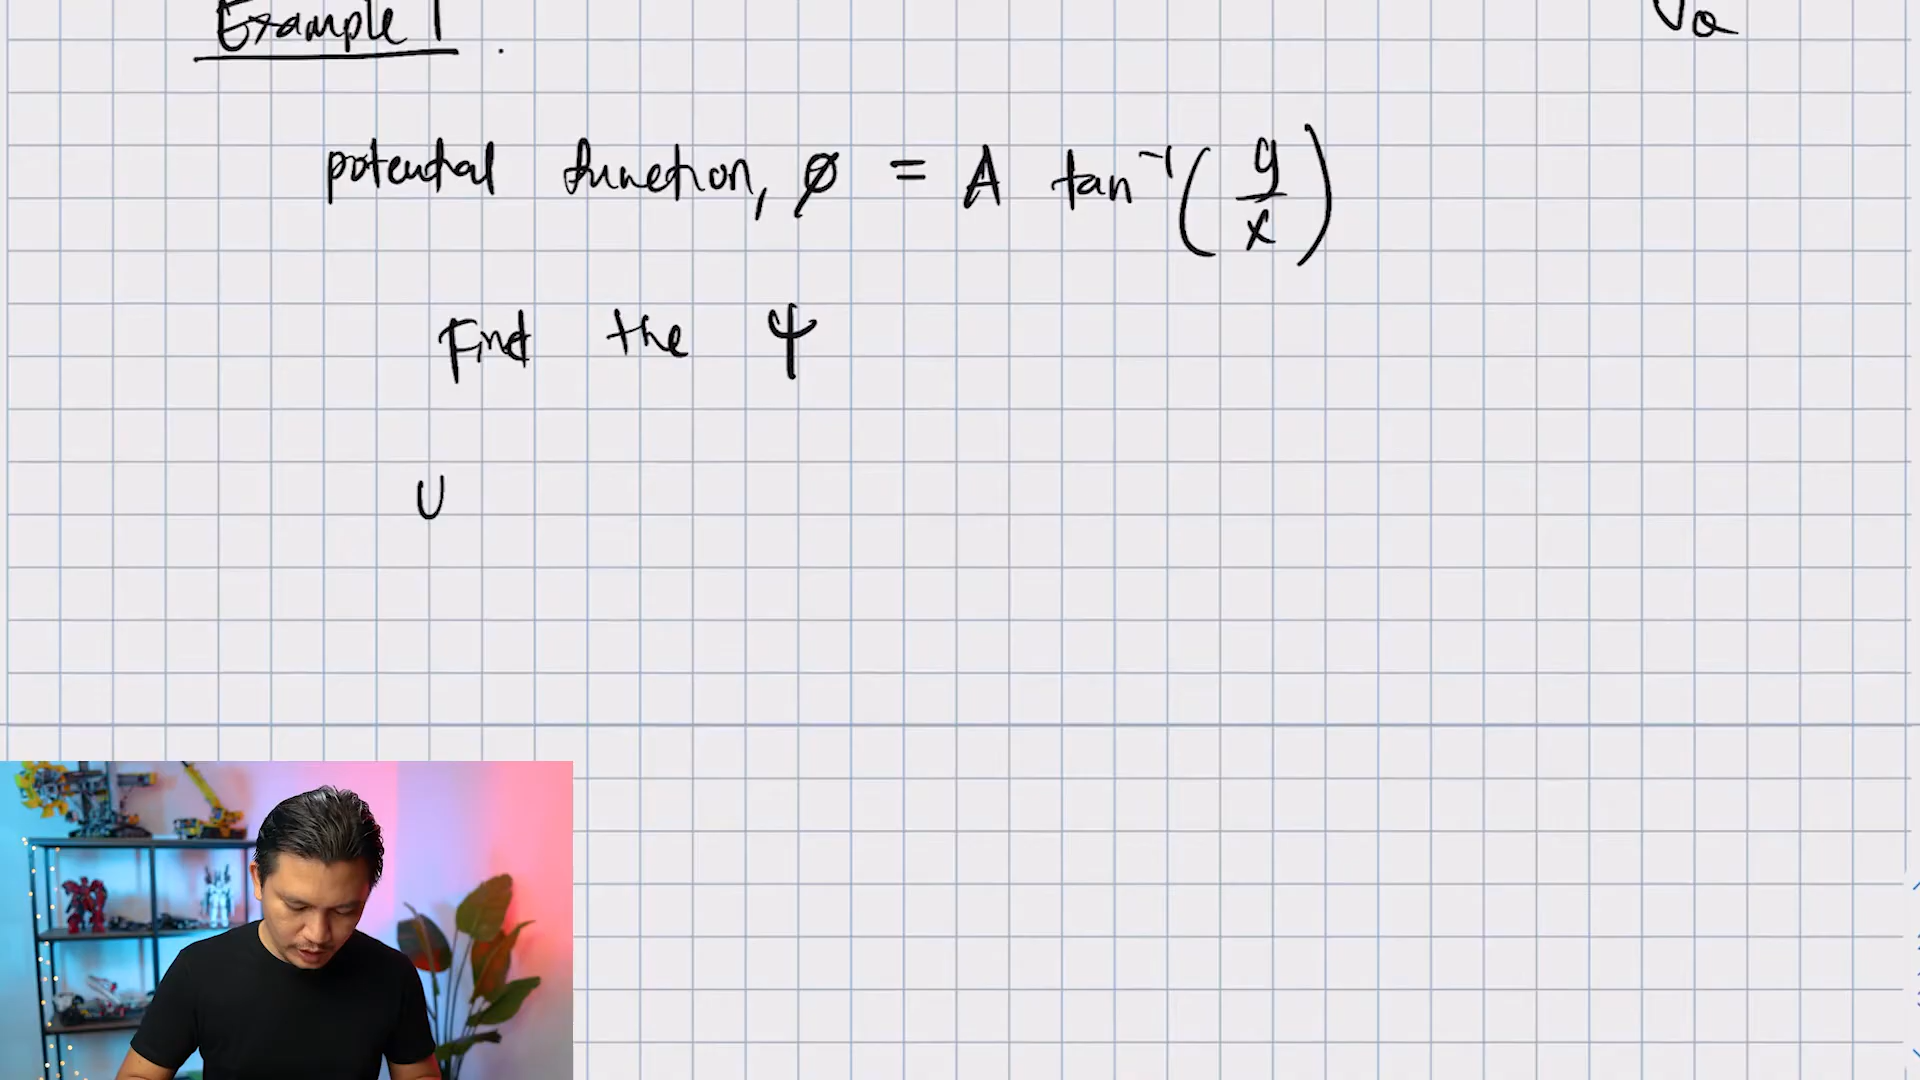 Example 1
potential function, φ = A tan⁻¹(y/x)
Find the ψ
U